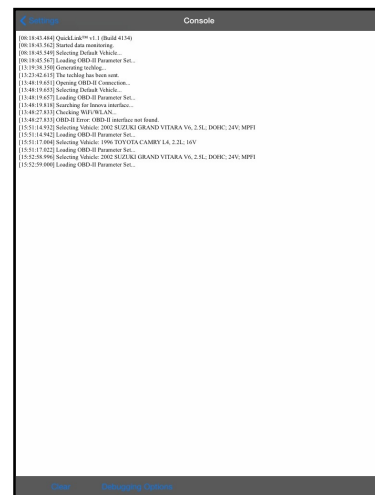 Settings
Console
[08:18:43.484] QuickLink™ v1.1 (Build 4134)
[08:18:43.562] Started data monitoring.
[08:18:45.549] Selecting Default Vehicle...
[08:18:45.567] Loading OBD-II Parameter Set...
[13:19:38.350] Generating techlog...
[13:23:42.615] The techlog has been sent.
[13:48:19.651] Opening OBD-II Connection...
[13:48:19.653] Selecting Default Vehicle...
[13:48:19.657] Loading OBD-II Parameter Set...
[13:48:19.818] Searching for Innova interface...
[13:48:27.833] Checking WiFi/WLAN...
[13:48:27.833] OBD-II Error: OBD-II interface not found.
[15:51:14.932] Selecting Vehicle: 2002 SUZUKI GRAND VITARA V6, 2.5L; DOHC; 24V; MPFI
[15:51:14.942] Loading OBD-II Parameter Set...
[15:51:17.004] Selecting Vehicle: 1996 TOYOTA CAMRY L4, 2.2L; 16V
[15:51:17.022] Loading OBD-II Parameter Set...
[15:52:58.996] Selecting Vehicle: 2002 SUZUKI GRAND VITARA V6, 2.5L; DOHC; 24V; MPFI
[15:52:59.000] Loading OBD-II Parameter Set...
Clear Debugging Options